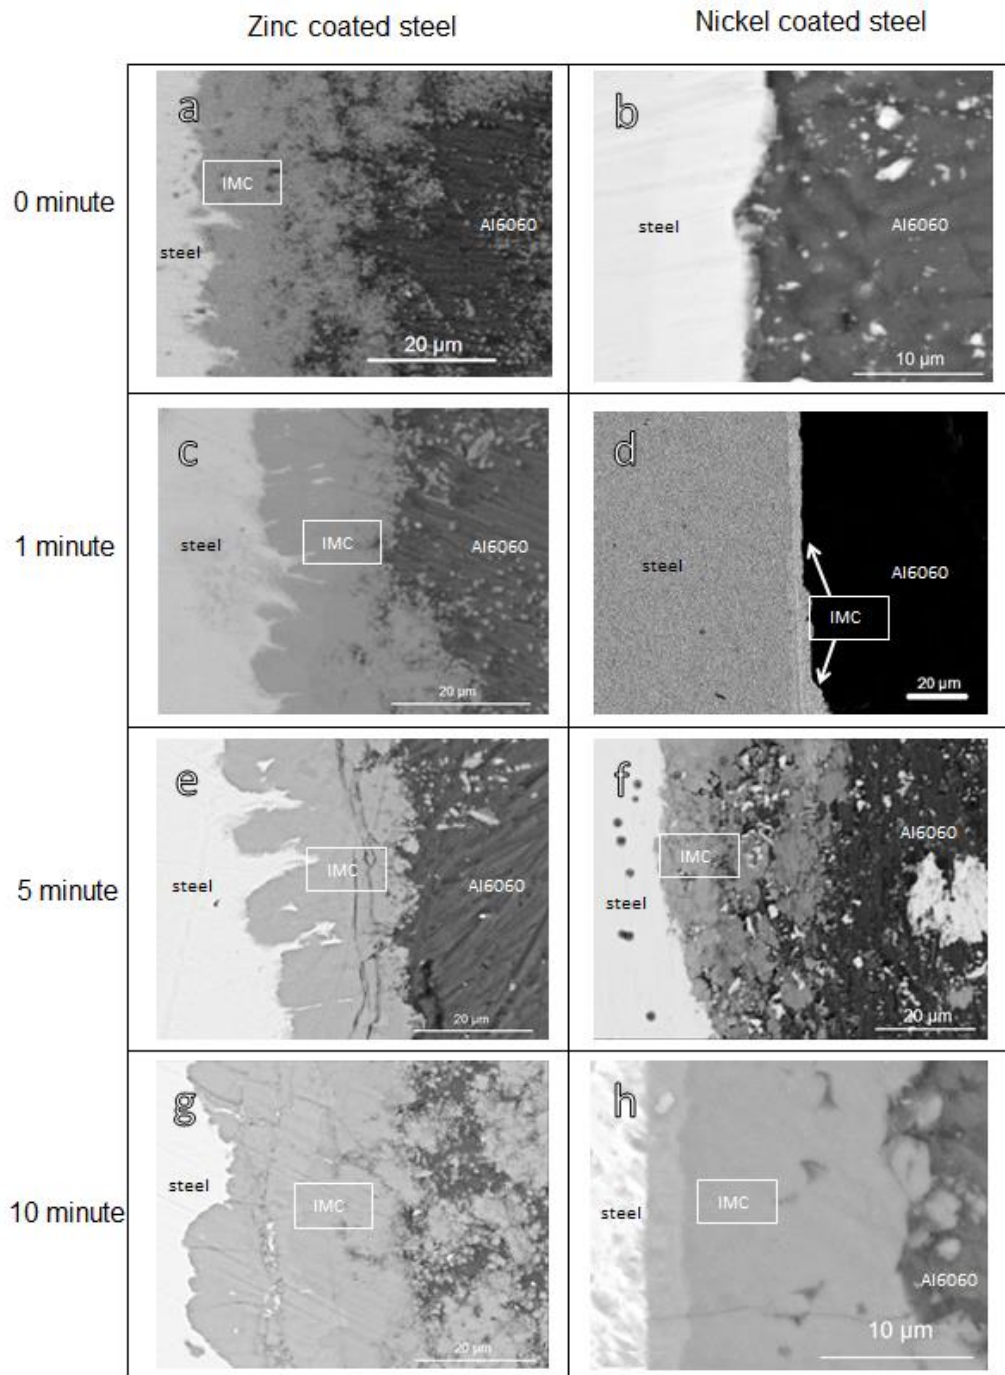 Zinc coated steel
Nickel coated steel
0 minute
a
IMC
steel
Al6060
20 µm
b
steel
Al6060
10 µm
1 minute
c
steel
IMC
Al6060
20 µm
d
steel
Al6060
IMC
20 µm
5 minute
e
IMC
steel
Al6060
20 µm
f
Al6060
IMC
steel
20 µm
10 minute
g
steel
IMC
20 µm
h
IMC
steel
Al6060
10 µm